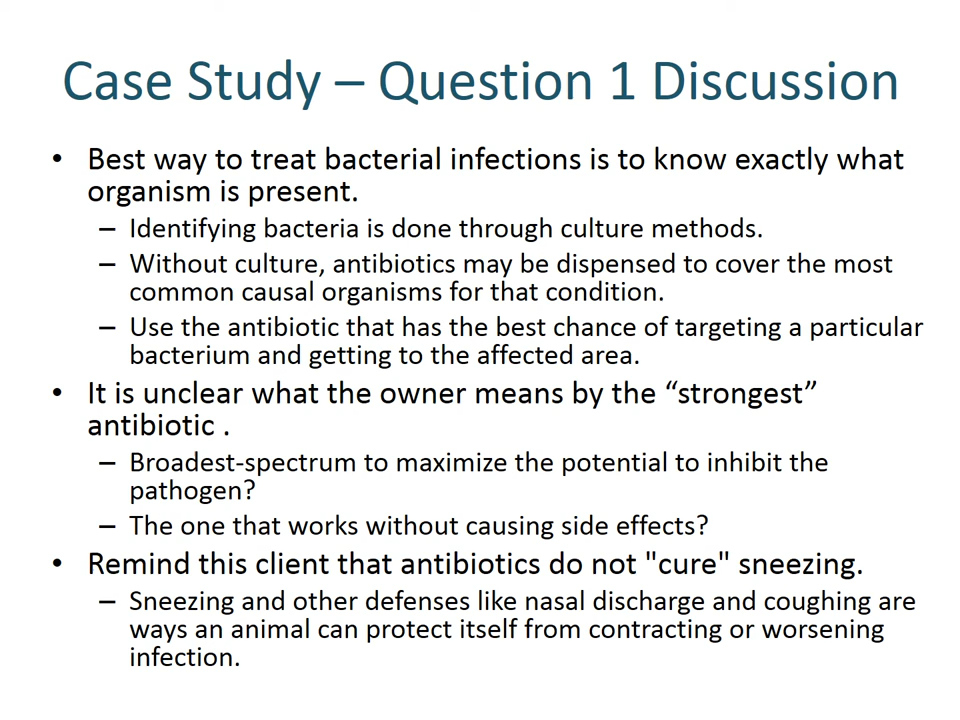 Case Study – Question 1 Discussion
• Best way to treat bacterial infections is to know exactly what
organism is present.
– Identifying bacteria is done through culture methods.
– Without culture, antibiotics may be dispensed to cover the most
common causal organisms for that condition.
– Use the antibiotic that has the best chance of targeting a particular
bacterium and getting to the affected area.
• It is unclear what the owner means by the “strongest”
antibiotic .
– Broadest-spectrum to maximize the potential to inhibit the
pathogen?
– The one that works without causing side effects?
• Remind this client that antibiotics do not "cure" sneezing.
– Sneezing and other defenses like nasal discharge and coughing are
ways an animal can protect itself from contracting or worsening
infection.